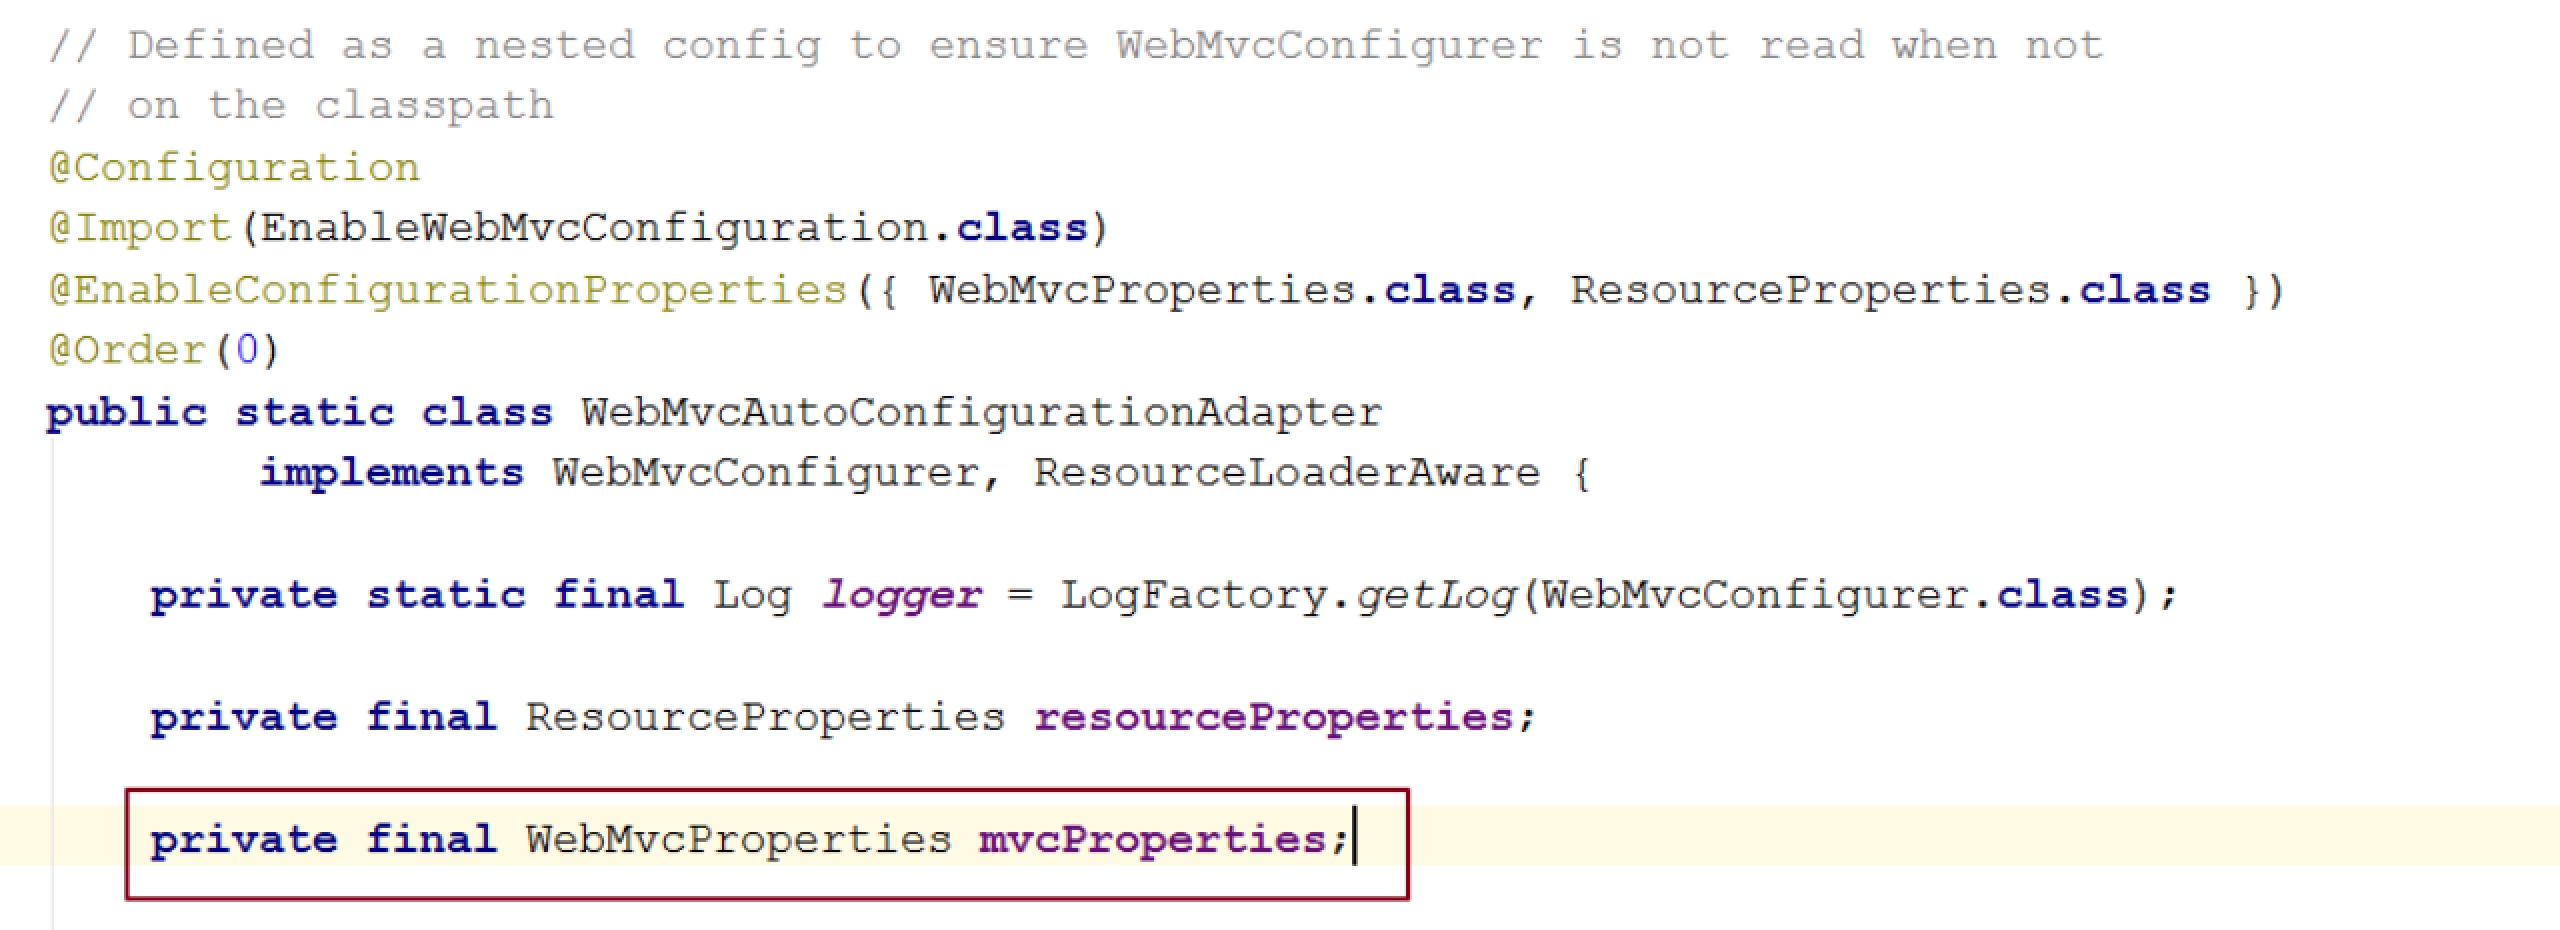 // Defined as a nested config to ensure WebMvcConfigurer is not read when not
// on the classpath
@Configuration
@Import(EnableWebMvcConfiguration.class)
@EnableConfigurationProperties({ WebMvcProperties.class, ResourceProperties.class })
@Order(0)
public static class WebMvcAutoConfigurationAdapter
implements WebMvcConfigurer, ResourceLoaderAware {
private static final Log logger = LogFactory.getLog(WebMvcConfigurer.class);
private final ResourceProperties resourceProperties;
private final WebMvcProperties mvcProperties;